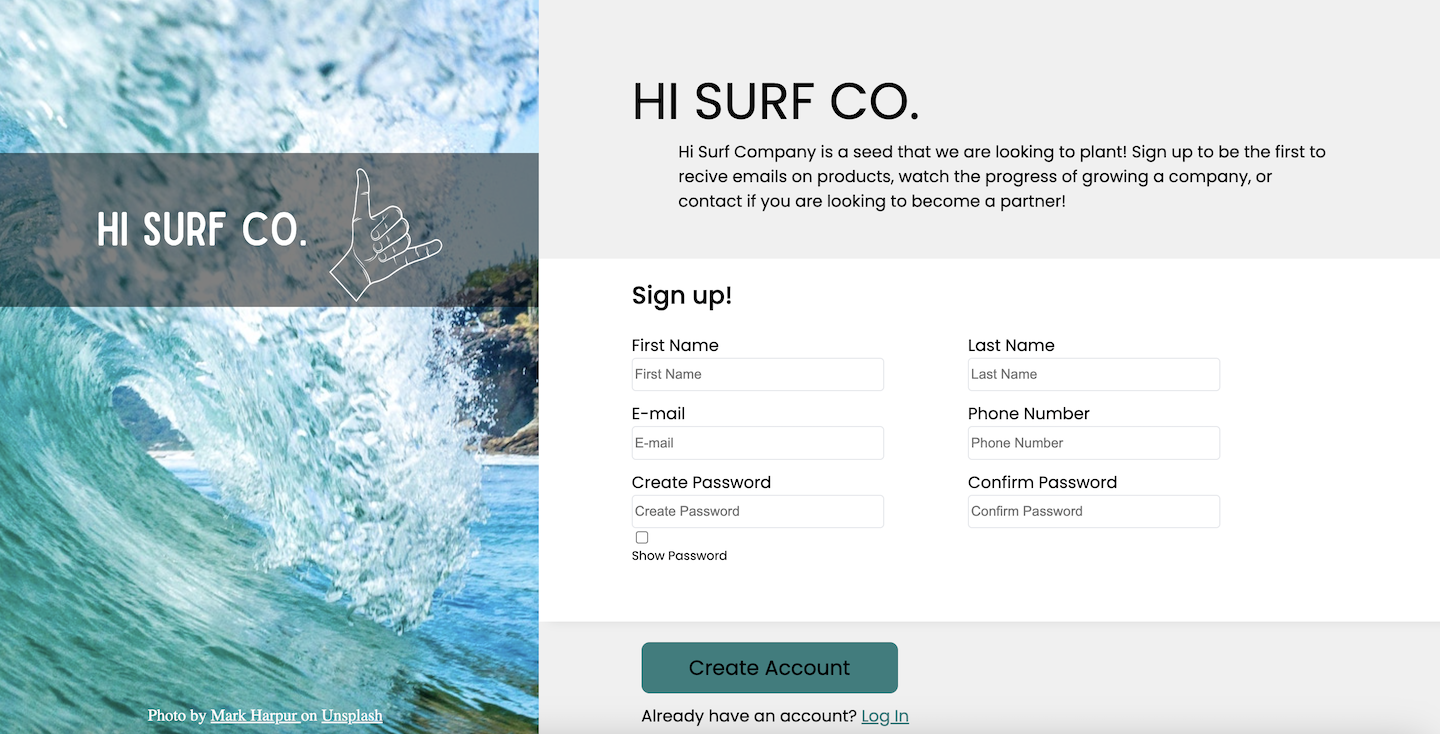 HI SURF CO.
Photo by Mark Harpur on Unsplash
HI SURF CO.
Hi Surf Company is a seed that we are looking to plant! Sign up to be the first to
recive emails on products, watch the progress of growing a company, or
contact if you are looking to become a partner!
Sign up!
First Name
Last Name
First Name
Last Name
E-mail
Phone Number
E-mail
Phone Number
Create Password
Confirm Password
Create Password
Confirm Password
Show Password
Create Account
Already have an account? Log In